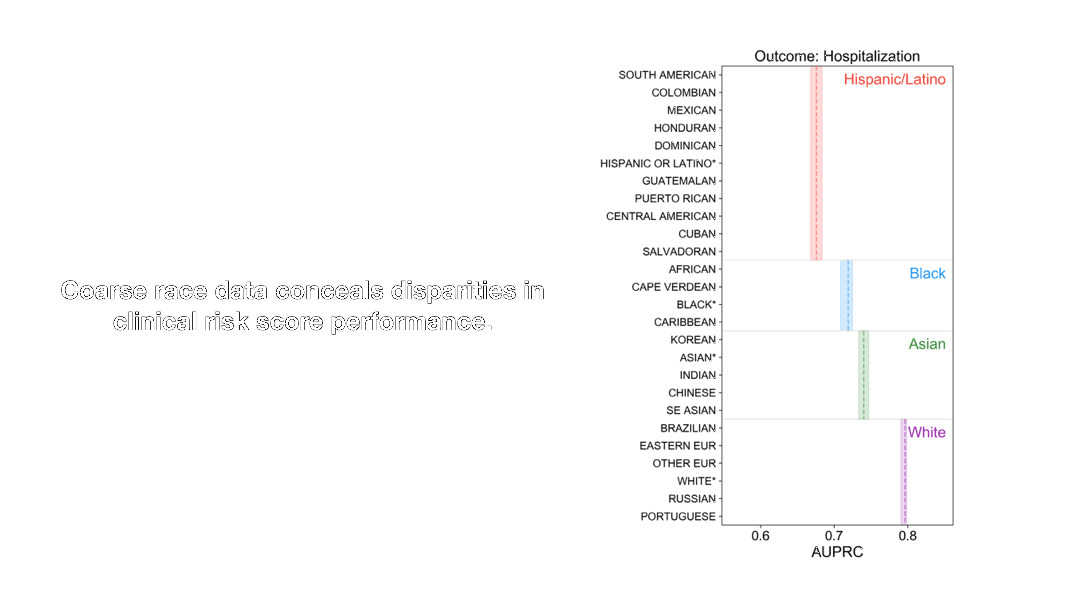 Coarse race data conceals disparities in
clinical risk score performance.
Outcome: Hospitalization
SOUTH AMERICAN
COLOMBIAN
MEXICAN
HONDURAN
DOMINICAN
HISPANIC OR LATINO*
GUATEMALAN
PUERTO RICAN
CENTRAL AMERICAN
CUBAN
SALVADORAN
Hispanic/Latino
AFRICAN
CAPE VERDEAN
BLACK*
CARIBBEAN
Black
KOREAN
ASIAN*
INDIAN
CHINESE
SE ASIAN
Asian
BRAZILIAN
EASTERN EUR
OTHER EUR
WHITE*
RUSSIAN
PORTUGUESE
White
0.6 0.7 0.8
AUPRC